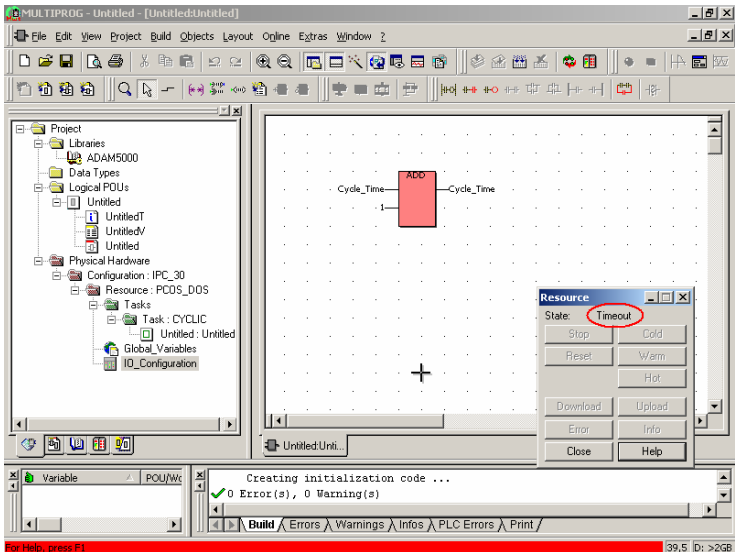 MULTIPROG - Untitled - [Untitled:Untitled]
File Edit View Project Build Objects Layout Online Extras Window ?
Project
Libraries
ADAM5000
Data Types
Logical POUs
Untitled
UntitledT
UntitledV
Untitled
Physical Hardware
Configuration : IPC_30
Resource : PCOS_DOS
Tasks
Task : CYCLIC
Untitled : Untitled
Global_Variables
IO_Configuration
ADD
Cycle_Time Cycle_Time
1
Resource
State: Timeout
Stop Cold
Reset Warm
Hot
Download Upload
Error Info
Close Help
Untitled:Unti...
Variable POU/Wo
Creating initialization code ...
0 Error(s), 0 Warning(s)
Build Errors Warnings Infos PLC Errors Print
For Help, press F1 39,5 D: >2GB